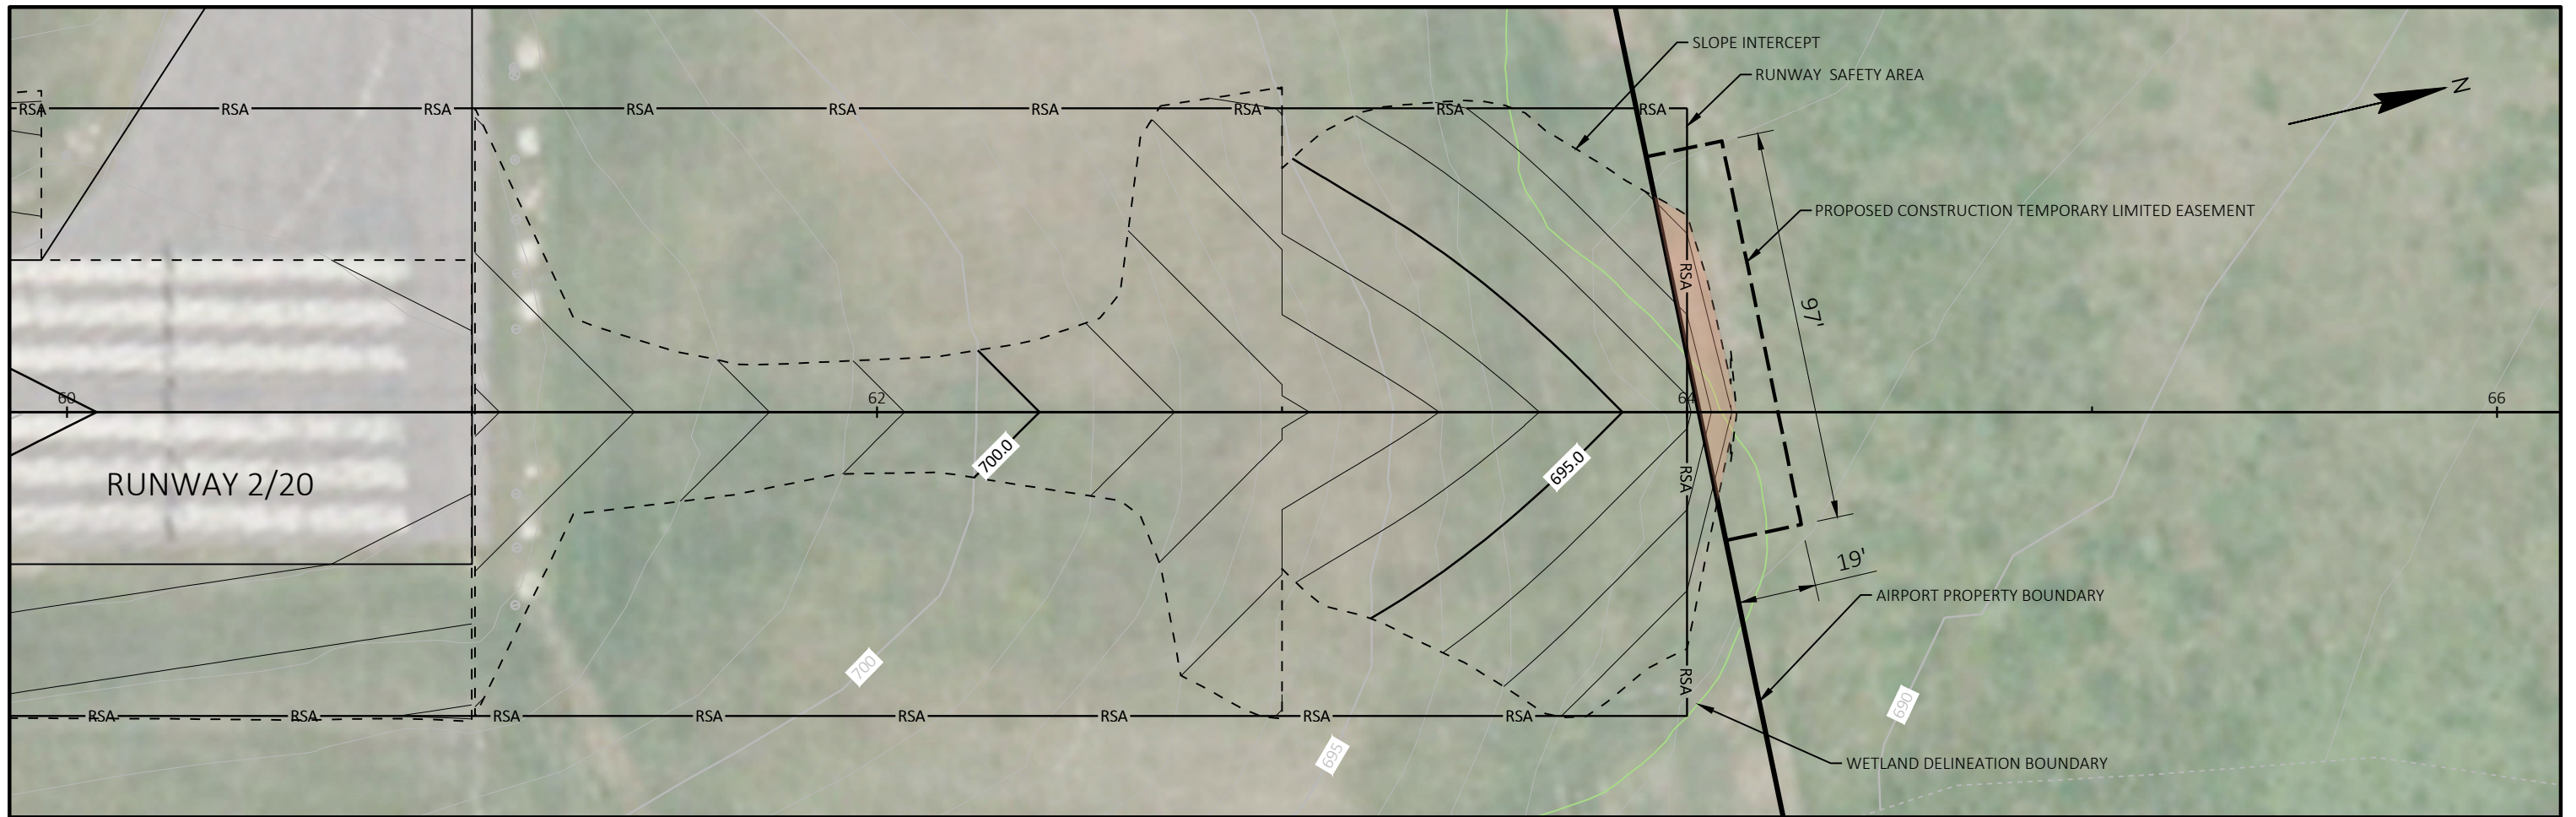 SLOPE INTERCEPT
RUNWAY SAFETY AREA
N
RSA RSA RSA RSA RSA RSA RSA RSA RSA
PROPOSED CONSTRUCTION TEMPORARY LIMITED EASEMENT
RSA
97'
60
62
64
66
700.0
695.0
RSA
RUNWAY 2/20
19'
AIRPORT PROPERTY BOUNDARY
700
RSA
690
RSA RSA RSA RSA RSA RSA RSA RSA
695
WETLAND DELINEATION BOUNDARY